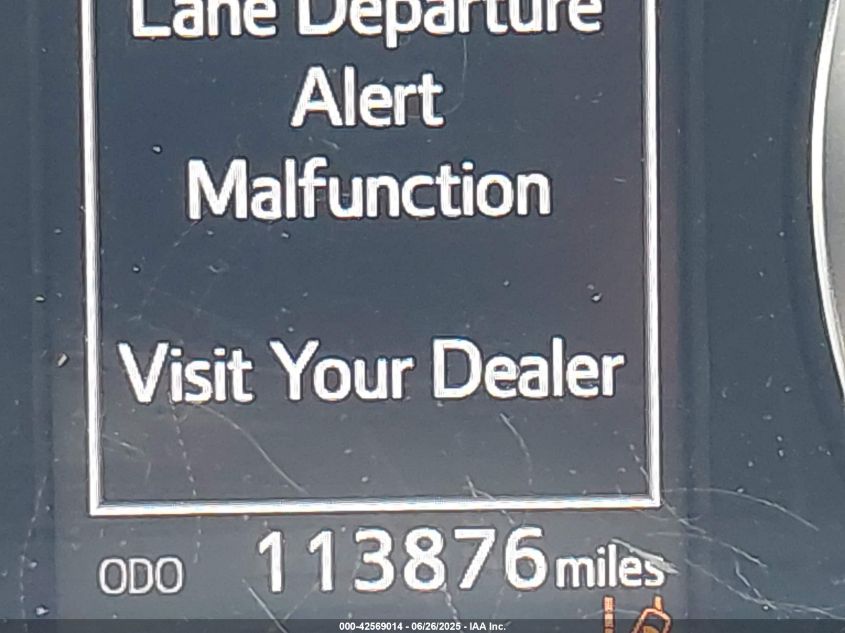 Lane Departure
Alert
Malfunction
Visit Your Dealer
ODO 113876 miles
000-42569014 - 06/26/2025 - IAA Inc.